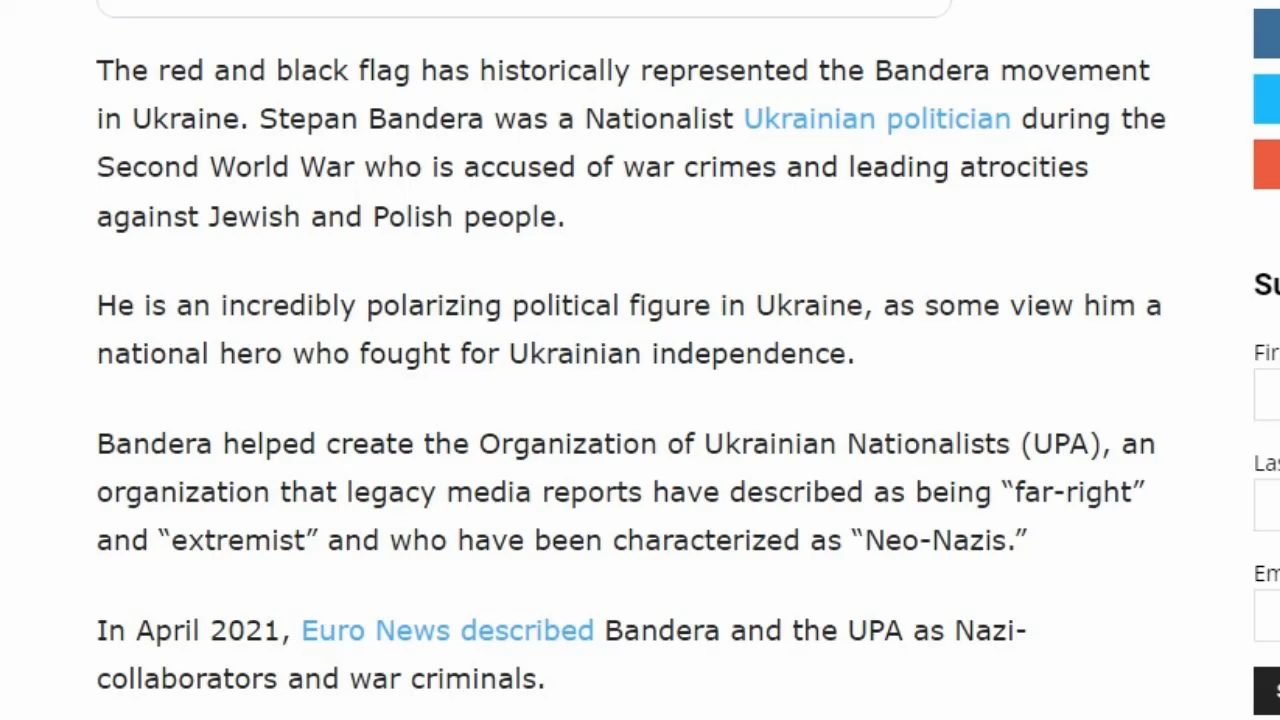 The red and black flag has historically represented the Bandera movement
in Ukraine. Stepan Bandera was a Nationalist Ukrainian politician during the
Second World War who is accused of war crimes and leading atrocities
against Jewish and Polish people.
He is an incredibly polarizing political figure in Ukraine, as some view him a
national hero who fought for Ukrainian independence.
Bandera helped create the Organization of Ukrainian Nationalists (UPA), an
organization that legacy media reports have described as being “far-right”
and “extremist” and who have been characterized as “Neo-Nazis.”
In April 2021, Euro News described Bandera and the UPA as Nazi-
collaborators and war criminals.
Su
Fir
Las
Em